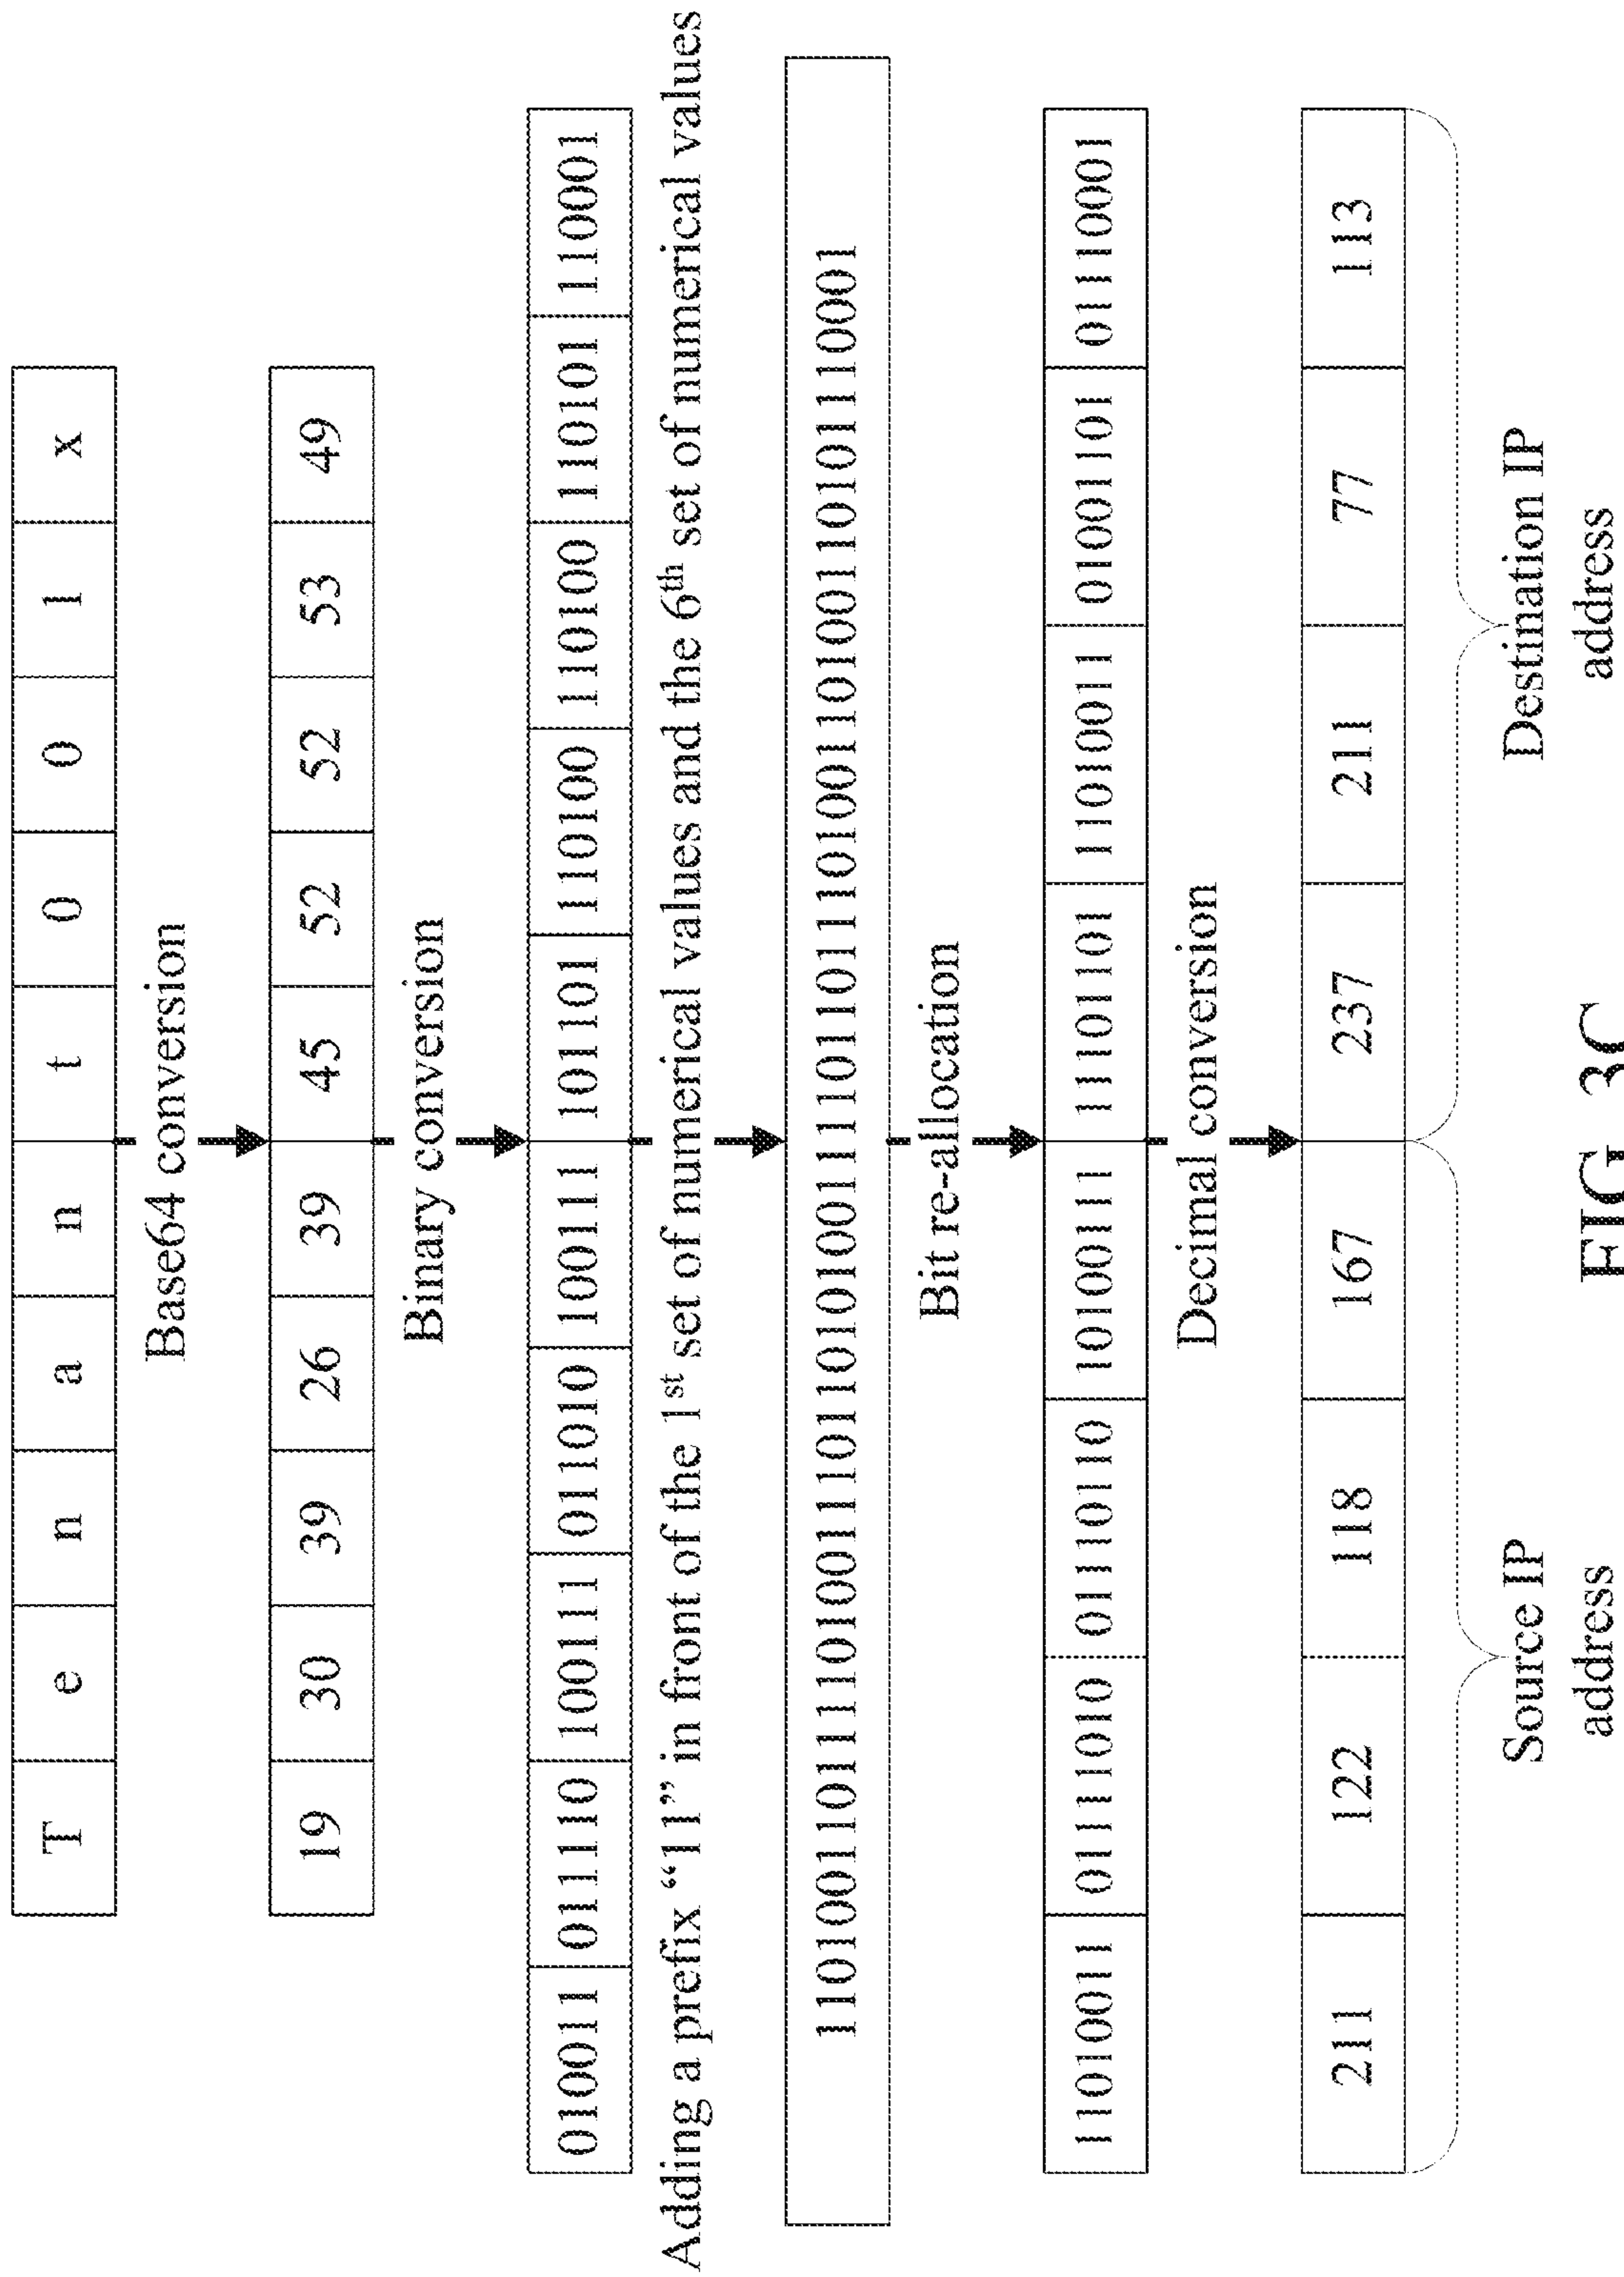 T e n a n t 0 0 1 x
Base64 conversion
19 30 39 26 39 45 52 52 53 49
Binary conversion
010011 011110 100111 011010 100111 101101 110100 110100 110101 110001
Adding a prefix “11” in front of the 1st set of numerical values and the 6th set of numerical values
1101001101111010011101101010011111101101110100110100110101110001
Bit re-allocation
11010011 01111010 01110110 10100111 11101101 11010011 01001101 01110001
Decimal conversion
211 122 118 167 237 211 77 113
Source IP address
Destination IP address
FIG. 3C